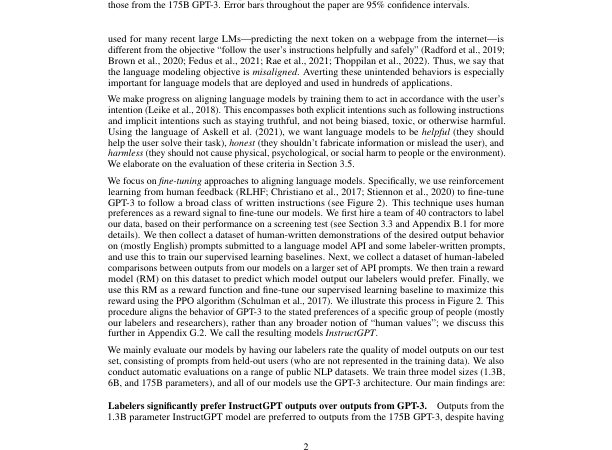 those from the 175B GPT-3. Error bars throughout the paper are 95% confidence intervals.
used for many recent large LMs—predicting the next token on a webpage from the internet—is
different from the objective “follow the user's instructions helpfully and safely” (Radford et al., 2019;
Brown et al., 2020; Fedus et al., 2021; Rae et al., 2021; Thoppilan et al., 2022). Thus, we say that
the language modeling objective is misaligned. Averting these unintended behaviors is especially
important for language models that are deployed and used in hundreds of applications.
We make progress on aligning language models by training them to act in accordance with the user's
intention (Leike et al., 2018). This encompasses both explicit intentions such as following instructions
and implicit intentions such as staying truthful, and not being biased, toxic, or otherwise harmful.
Using the language of Askell et al. (2021), we want language models to be helpful (they should
help the user solve their task), honest (they shouldn't fabricate information or mislead the user), and
harmless (they should not cause physical, psychological, or social harm to people or the environment).
We elaborate on the evaluation of these criteria in Section 3.5.
We focus on fine-tuning approaches to aligning language models. Specifically, we use reinforcement
learning from human feedback (RLHF; Christiano et al., 2017; Stiennon et al., 2020) to fine-tune
GPT-3 to follow a broad class of written instructions (see Figure 2). This technique uses human
preferences as a reward signal to fine-tune our models. We first hire a team of 40 contractors to label
our data, based on their performance on a screening test (see Section 3.3 and Appendix B.1 for more
details). We then collect a dataset of human-written demonstrations of the desired output behavior
on (mostly English) prompts submitted to a language model API and some labeler-written prompts,
and use this to train our supervised learning baselines. Next, we collect a dataset of human-labeled
comparisons between outputs from our models on a larger set of API prompts. We then train a reward
model (RM) on this dataset to predict which model output our labelers would prefer. Finally, we
use this RM as a reward function and fine-tune our supervised learning baseline to maximize this
reward using the PPO algorithm (Schulman et al., 2017). We illustrate this process in Figure 2. This
procedure aligns the behavior of GPT-3 to the stated preferences of a specific group of people (mostly
our labelers and researchers), rather than any broader notion of “human values”; we discuss this
further in Appendix G.2. We call the resulting models InstructGPT.
We mainly evaluate our models by having our labelers rate the quality of model outputs on our test
set, consisting of prompts from held-out users (who are not represented in the training data). We also
conduct automatic evaluations on a range of public NLP datasets. We train three model sizes (1.3B,
6B, and 175B parameters), and all of our models use the GPT-3 architecture. Our main findings are:
Labelers significantly prefer InstructGPT outputs over outputs from GPT-3. Outputs from the
1.3B parameter InstructGPT model are preferred to outputs from the 175B GPT-3, despite having
2